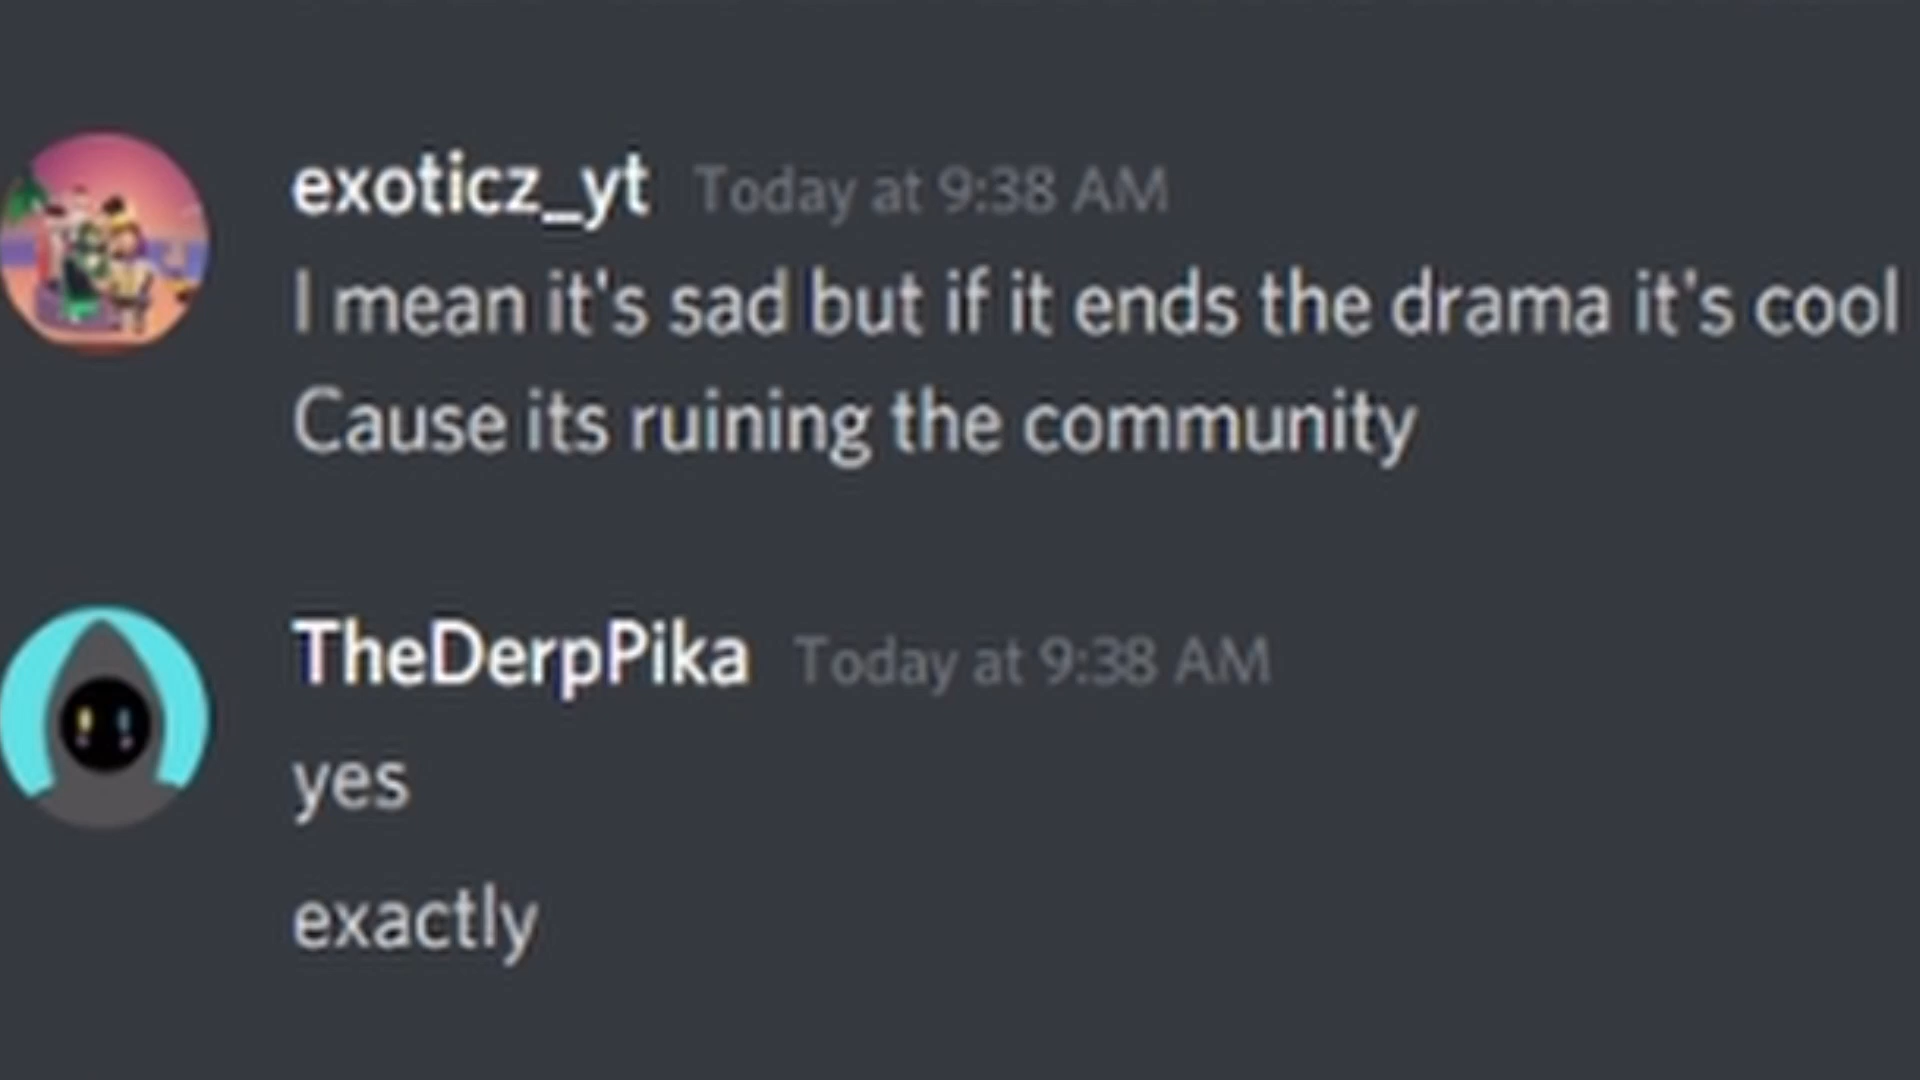 exoticz_yt Today at 9:38 AM
I mean it's sad but if it ends the drama it's cool
Cause its ruining the community
TheDerpPika Today at 9:38 AM
yes
exactly